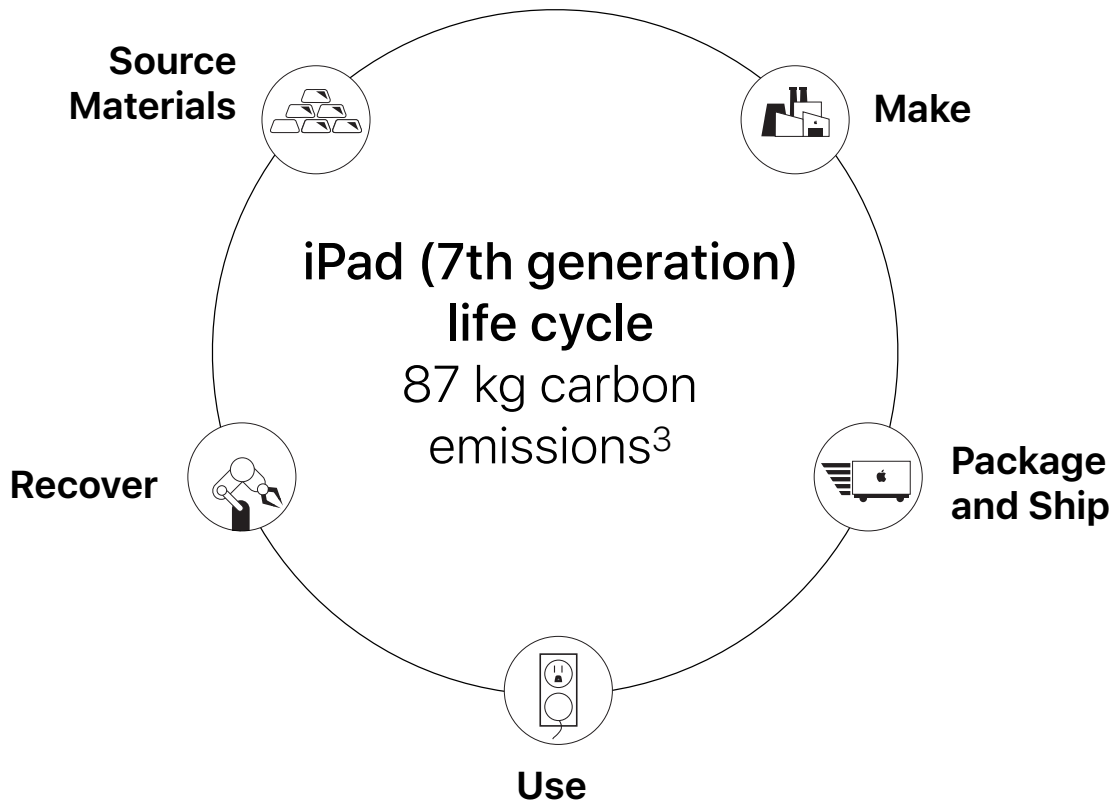 Source
Materials
Make
iPad (7th generation)
life cycle
87 kg carbon
emissions³
Recover
Package
and Ship
Use